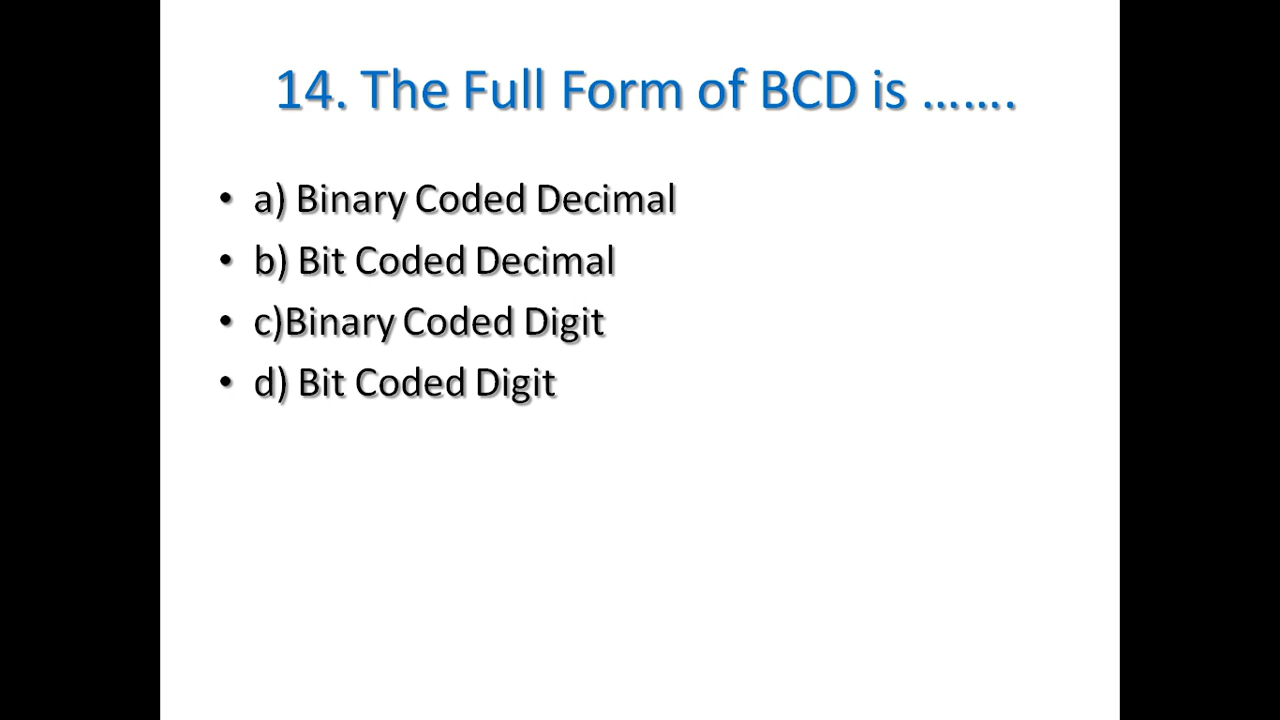 14. The Full Form of BCD is …….
• a) Binary Coded Decimal
• b) Bit Coded Decimal
• c)Binary Coded Digit
• d) Bit Coded Digit